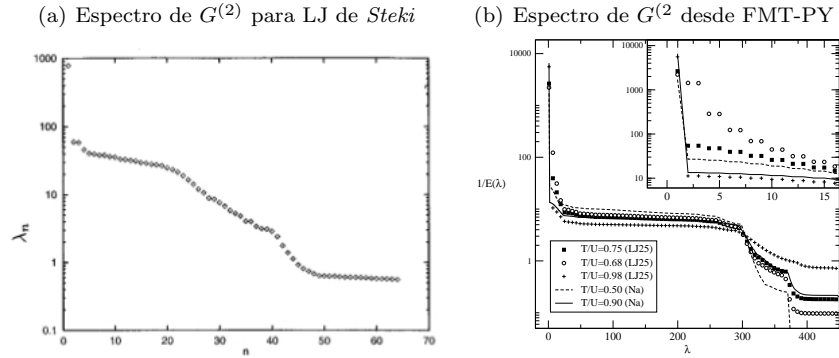 (a) Espectro de G(2) para LJ de Steki
(b) Espectro de G(2 desde FMT-PY
1000
100
10
1
0.1
λn
0
10
20
30
40
50
60
70
n
10000
100
1
1/E(λ)
0
100
200
300
400
λ
10000
1000
100
10
0
5
10
15
T/U=0.75 (LJ25)
T/U=0.68 (LJ25)
T/U=0.98 (LJ25)
T/U=0.50 (Na)
T/U=0.90 (Na)